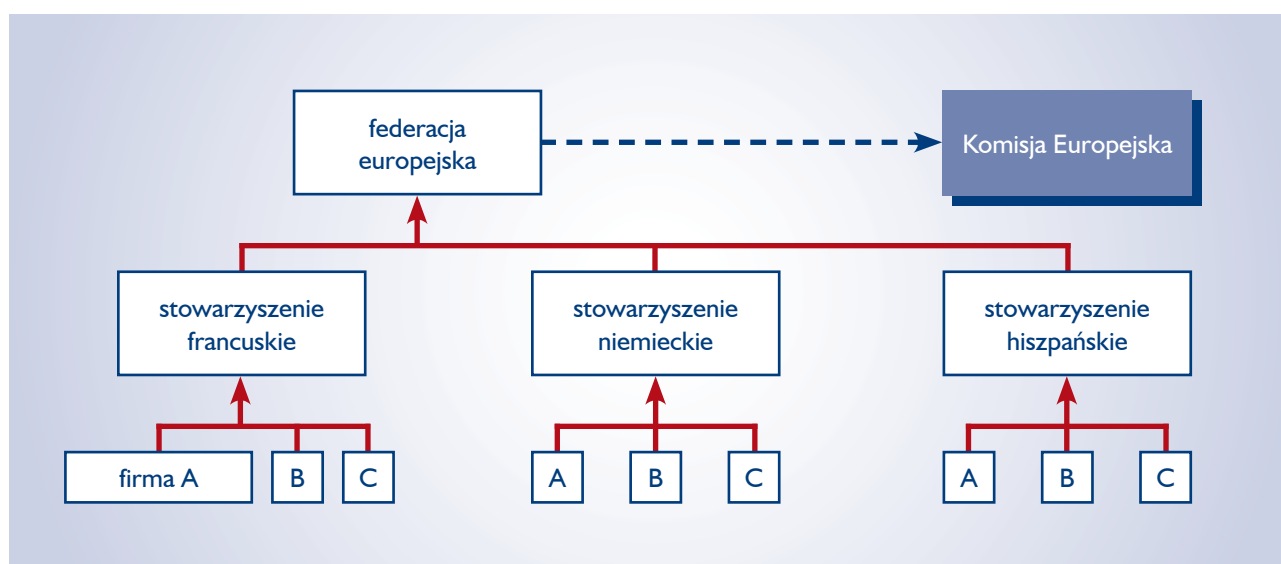 federacja
europejska
Komisja Europejska
stowarzyszenie
francuskie
stowarzyszenie
niemieckie
stowarzyszenie
hiszpańskie
firma A
B
C
A
B
C
A
B
C